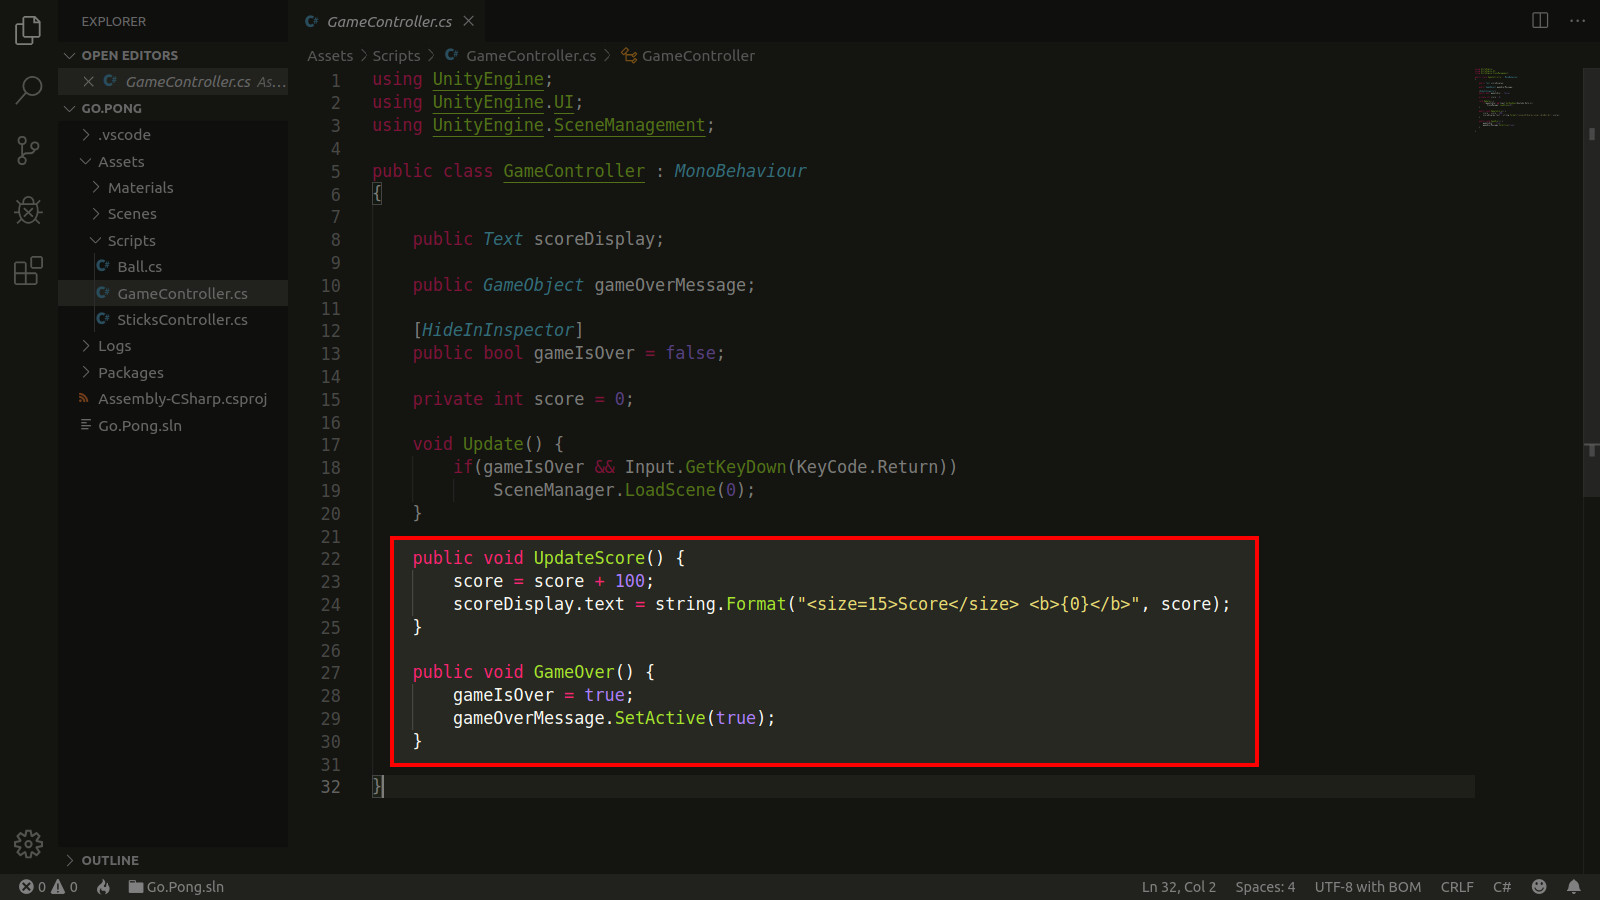 EXPLORER
OPEN EDITORS
GameController.cs As...
GO.PONG
.vscode
Assets
Materials
Scenes
Scripts
Ball.cs
GameController.cs
SticksController.cs
Logs
Packages
Assembly-CSharp.csproj
Go.Pong.sln
OUTLINE
GameController.cs
Assets > Scripts > GameController.cs > GameController
1 using UnityEngine;
2 using UnityEngine.UI;
3 using UnityEngine.SceneManagement;
4
5 public class GameController : MonoBehaviour
6 {
7
8 public Text scoreDisplay;
9
10 public GameObject gameOverMessage;
11
12 [HideInInspector]
13 public bool gameIsOver = false;
14
15 private int score = 0;
16
17 void Update() {
18 if(gameIsOver && Input.GetKeyDown(KeyCode.Return))
19 SceneManager.LoadScene(0);
20 }
21
22 public void UpdateScore() {
23 score = score + 100;
24 scoreDisplay.text = string.Format("<size=15>Score</size> <b>{0}</b>", score);
25 }
26
27 public void GameOver() {
28 gameIsOver = true;
29 gameOverMessage.SetActive(true);
30 }
31
32 }
0 0 Go.Pong.sln Ln 32, Col 2 Spaces: 4 UTF-8 with BOM CRLF C#